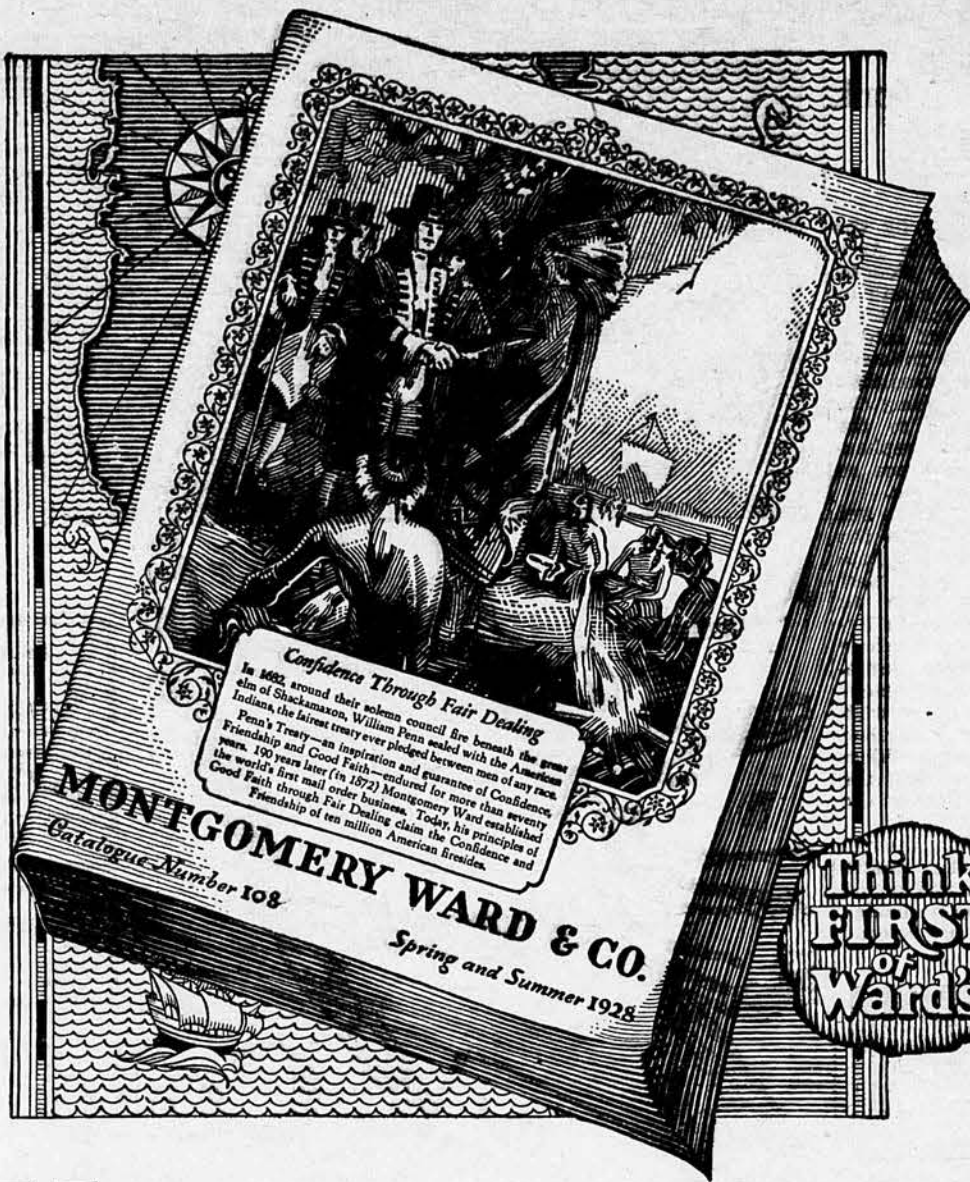 Confidence Through Fair Dealing
In 1682, around their solemn council fire beneath the great
elm of Shackamaxon, William Penn sealed with the American
Indians, the fairest treaty ever pledged between men of any race.
Penn's Treaty—an inspiration and guarantee of Confidence,
Friendship and Good Faith—endured for more than seventy
years. 190 years later (in 1872) Montgomery Ward established
the world's first mail order business. Today, his principles of
Good Faith through Fair Dealing claim the Confidence and
Friendship of ten million American firesides.
MONTGOMERY WARD & CO.
Catalogue Number 108
Spring and Summer 1928
Think
FIRST
of
Ward's